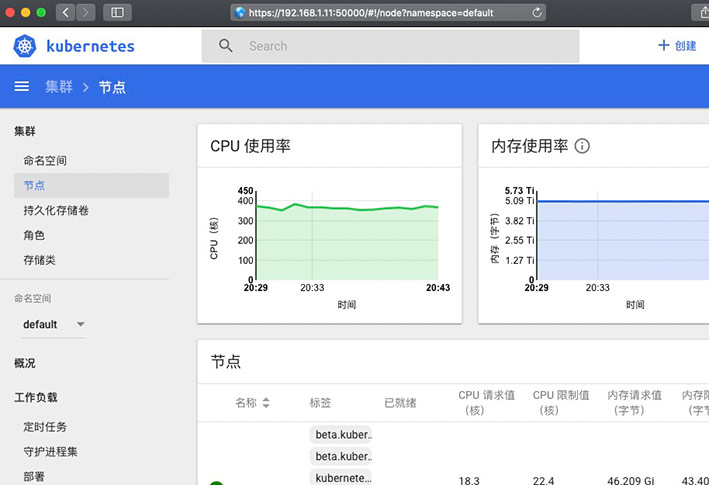 https://192.168.1.11:50000/#!/node?namespace=default
kubernetes
Search
+ 创建
集群 > 节点
集群
命名空间
节点
持久化存储卷
角色
存储类
命名空间
default
概况
工作负载
定时任务
守护进程集
部署
CPU 使用率
450
400
300
200
100
0
CPU (核)
20:29 20:33 20:43
时间
内存使用率
5.73 Ti
5.09 Ti
3.82 Ti
2.55 Ti
1.27 Ti
0
内存 (字节)
20:29 20:33
时间
节点
名称 标签 已就绪 CPU 请求值 (核) CPU 限制值 (核) 内存请求值 (字节) 内存限 (字节
beta.kuber..
beta.kuber..
kubernete...
18.3 22.4 46.209 Gi 43.40